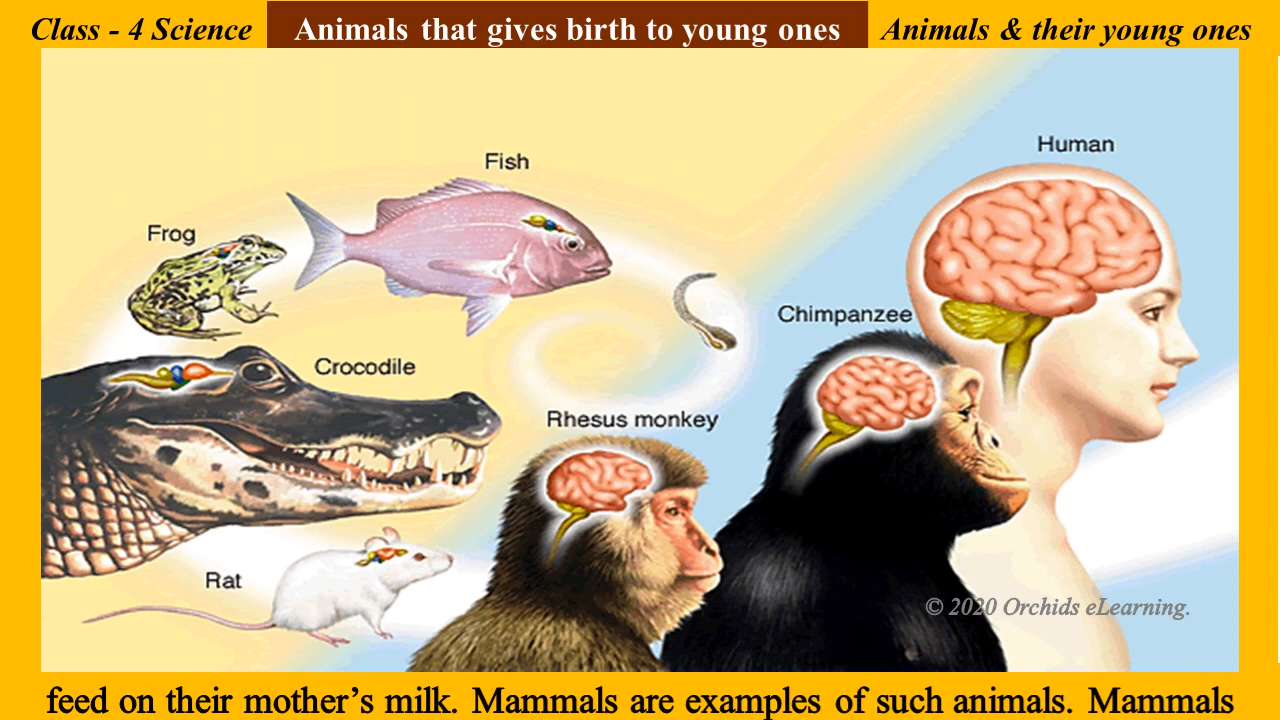 Class - 4 Science
Animals that gives birth to young ones
Animals & their young ones
Human
Fish
Frog
Chimpanzee
Crocodile
Rhesus monkey
Rat
© 2020 Orchids eLearning.
feed on their mother’s milk. Mammals are examples of such animals. Mammals